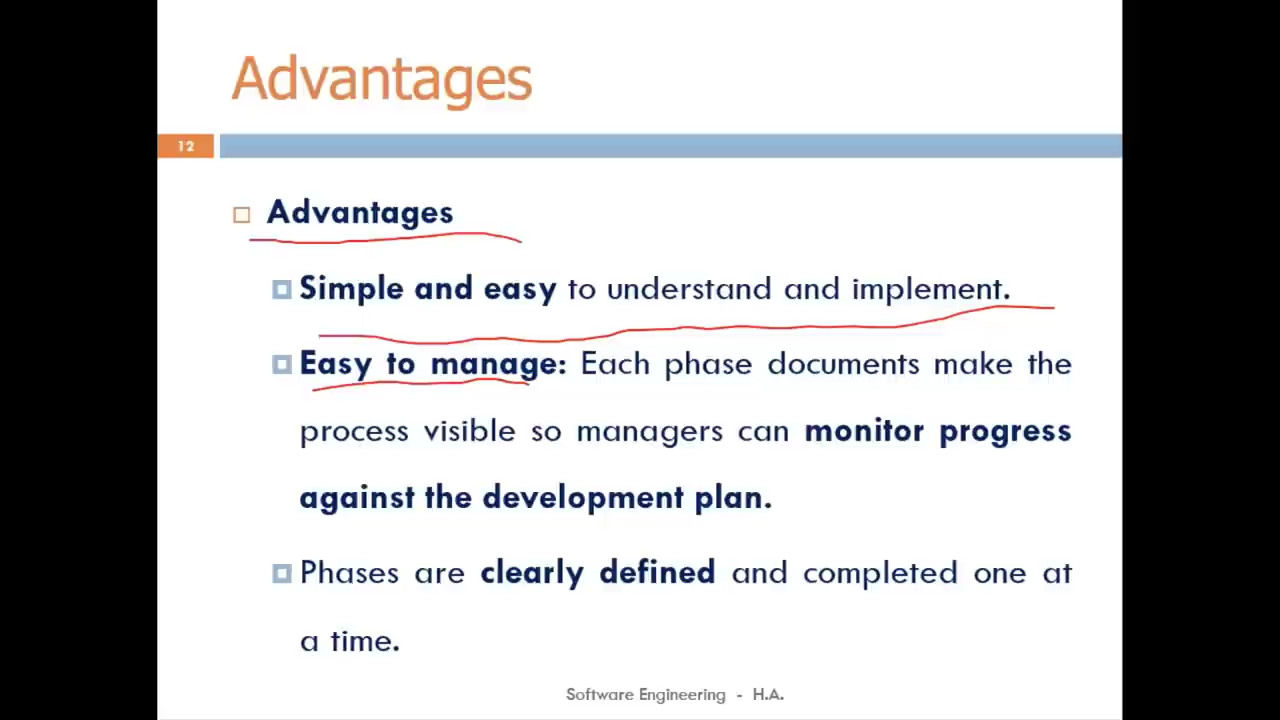 Advantages
12
Advantages
Simple and easy to understand and implement.
Easy to manage: Each phase documents make the
process visible so managers can monitor progress
against the development plan.
Phases are clearly defined and completed one at
a time.
Software Engineering - H.A.